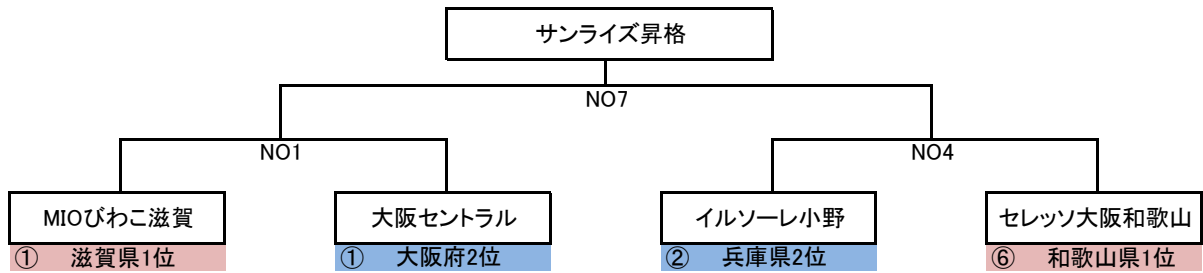 サンライズ昇格
NO7
NO1
NO4
MIOびわこ滋賀
大阪セントラル
イルソーレ小野
セレッソ大阪和歌山
① 滋賀県1位
① 大阪府2位
② 兵庫県2位
⑥ 和歌山県1位